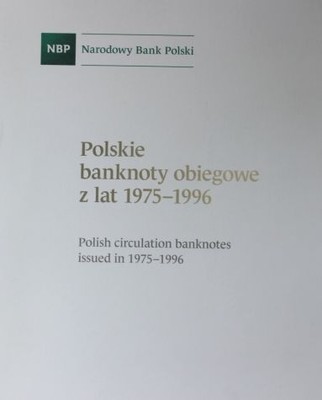 NBP Narodowy Bank Polski
Polskie
banknoty obiegowe
z lat 1975–1996
Polish circulation banknotes
issued in 1975–1996